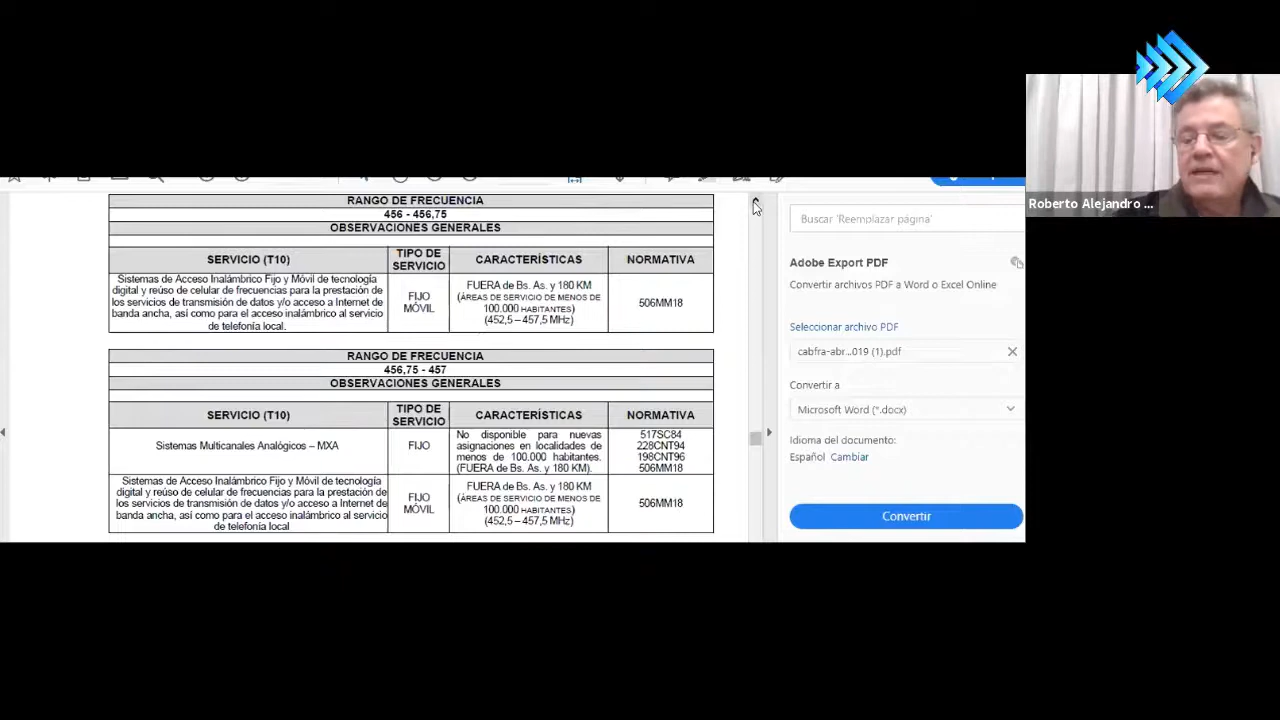 Roberto Alejandro ...
RANGO DE FRECUENCIA
456 - 456,75
OBSERVACIONES GENERALES
SERVICIO (T10)
TIPO DE
SERVICIO
CARACTERÍSTICAS
NORMATIVA
Sistemas de Acceso Inalámbrico Fijo y Móvil de tecnología
digital y reúso de celular de frecuencias para la prestación de
los servicios de transmisión de datos y/o acceso a Internet de
banda ancha, así como para el acceso inalámbrico al servicio
de telefonía local.
FIJO
MÓVIL
FUERA de Bs. As. y 180 KM
(ÁREAS DE SERVICIO DE MENOS DE
100.000 HABITANTES)
(452,5 – 457,5 MHz)
506MM18
RANGO DE FRECUENCIA
456,75 - 457
OBSERVACIONES GENERALES
SERVICIO (T10)
TIPO DE
SERVICIO
CARACTERÍSTICAS
NORMATIVA
Sistemas Multicanales Analógicos – MXA
FIJO
No disponible para nuevas
asignaciones en localidades de
menos de 100.000 habitantes.
(FUERA de Bs. As. y 180 KM).
517SC84
228CNT94
198CNT96
506MM18
Sistemas de Acceso Inalámbrico Fijo y Móvil de tecnología
digital y reúso de celular de frecuencias para la prestación de
los servicios de transmisión de datos y/o acceso a Internet de
banda ancha, así como para el acceso inalámbrico al servicio
de telefonía local
FIJO
MÓVIL
FUERA de Bs. As. y 180 KM
(ÁREAS DE SERVICIO DE MENOS DE
100.000 HABITANTES)
(452,5 – 457,5 MHz)
506MM18
Buscar 'Reemplazar página'
Adobe Export PDF
Convertir archivos PDF a Word o Excel Online
Seleccionar archivo PDF
cabfra-abr...019 (1).pdf
Convertir a
Microsoft Word (*.docx)
Idioma del documento:
Español Cambiar
Convertir